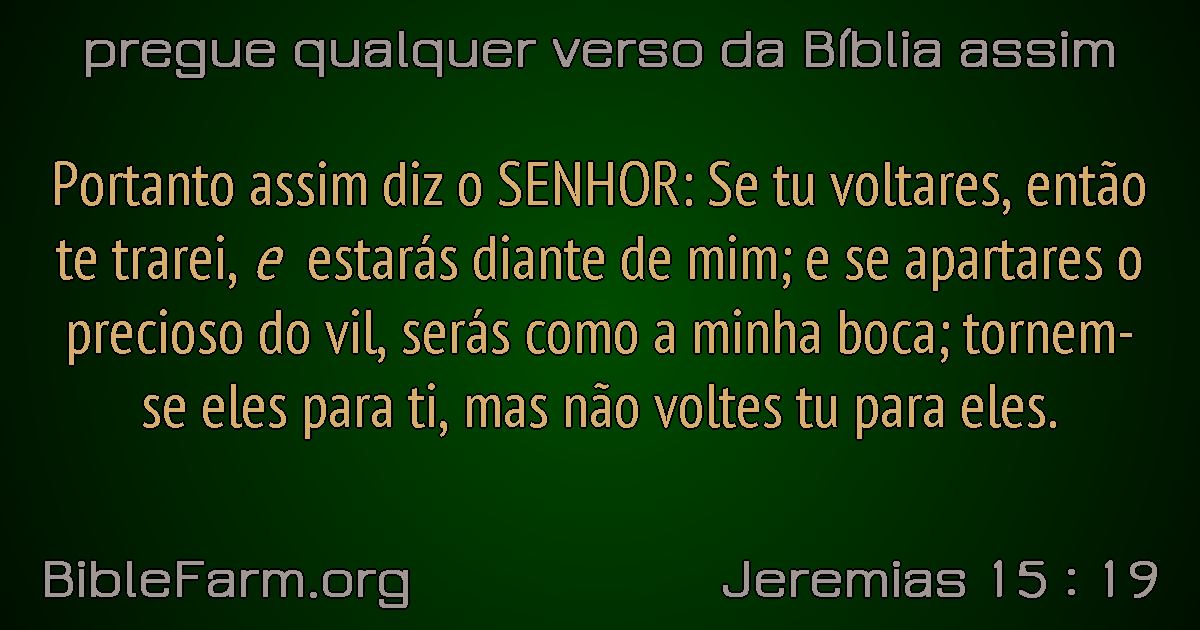 pregue qualquer verso da Bíblia assim
Portanto assim diz o SENHOR: Se tu voltares, então
te trarei, e estarás diante de mim; e se apartares o
precioso do vil, serás como a minha boca; tornem-
se eles para ti, mas não voltes tu para eles.
BibleFarm.org
Jeremias 15 : 19